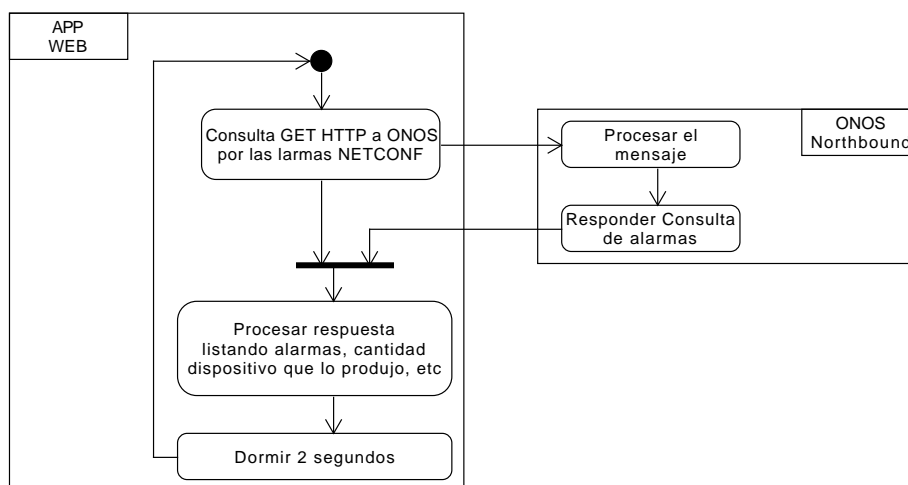 APP
WEB
Consulta GET HTTP a ONOS
por las larmas NETCONF
Procesar el
mensaje
ONOS
Northbound
Responder Consulta
de alarmas
Procesar respuesta
listando alarmas, cantidad
dispositivo que lo produjo, etc
Dormir 2 segundos